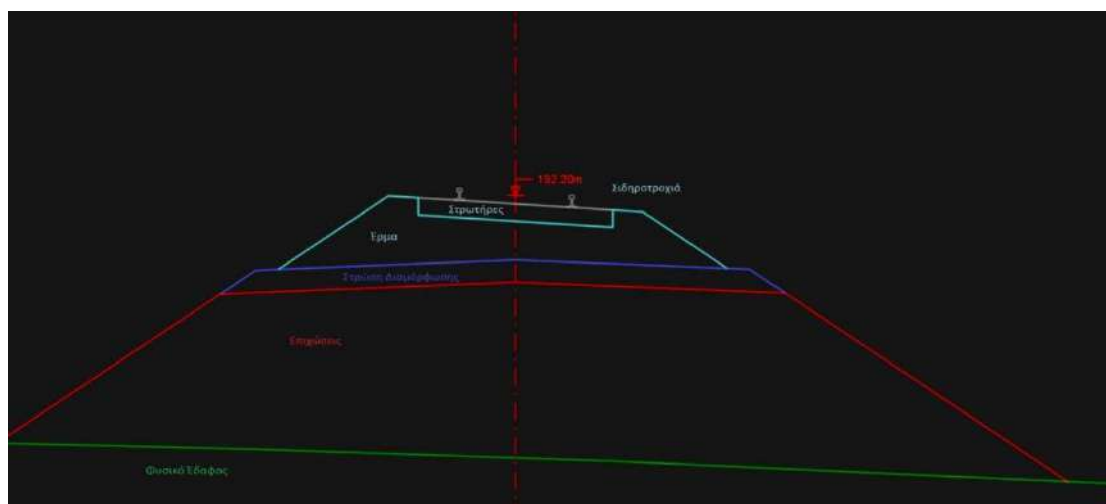 192.20m
Σιδηροτροχιά
Στρωτήρες
Έρμα
Στρώση Διαμόρφωσης
Επιχώσεις
Φυσικό Έδαφος